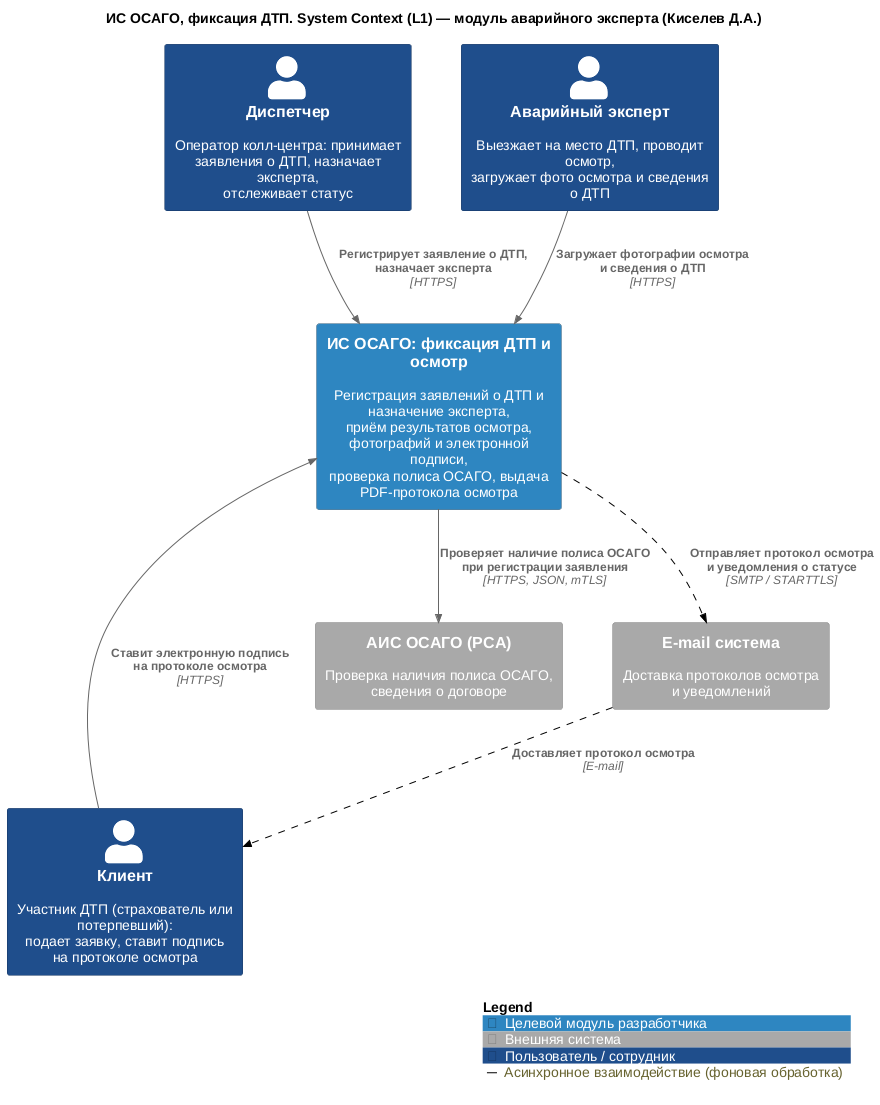 ИС ОСАГО, фиксация ДТП. System Context (L1) — модуль аварийного эксперта (Киселев Д.А.)
Диспетчер
Оператор колл-центра: принимает
заявления о ДТП, назначает
эксперта,
отслеживает статус
Аварийный эксперт
Выезжает на место ДТП, проводит
осмотр,
загружает фото осмотра и сведения
о ДТП
Регистрирует заявление о ДТП,
назначает эксперта
[HTTPS]
Загружает фотографии осмотра
и сведения о ДТП
[HTTPS]
ИС ОСАГО: фиксация ДТП и
осмотр
Регистрация заявлений о ДТП и
назначение эксперта,
приём результатов осмотра,
фотографий и электронной
подписи,
проверка полиса ОСАГО, выдача
PDF-протокола осмотра
Проверяет наличие полиса ОСАГО
при регистрации заявления
[HTTPS, JSON, mTLS]
Отправляет протокол осмотра
и уведомления о статусе
[SMTP / STARTTLS]
Ставит электронную подпись
на протоколе осмотра
[HTTPS]
АИС ОСАГО (РСА)
Проверка наличия полиса ОСАГО,
сведения о договоре
E-mail система
Доставка протоколов осмотра
и уведомлений
Доставляет протокол осмотра
[E-mail]
Клиент
Участник ДТП (страхователь или
потерпевший):
подает заявку, ставит подпись
на протоколе осмотра
Legend
Целевой модуль разработчика
Внешняя система
Пользователь / сотрудник
Асинхронное взаимодействие (фоновая обработка)